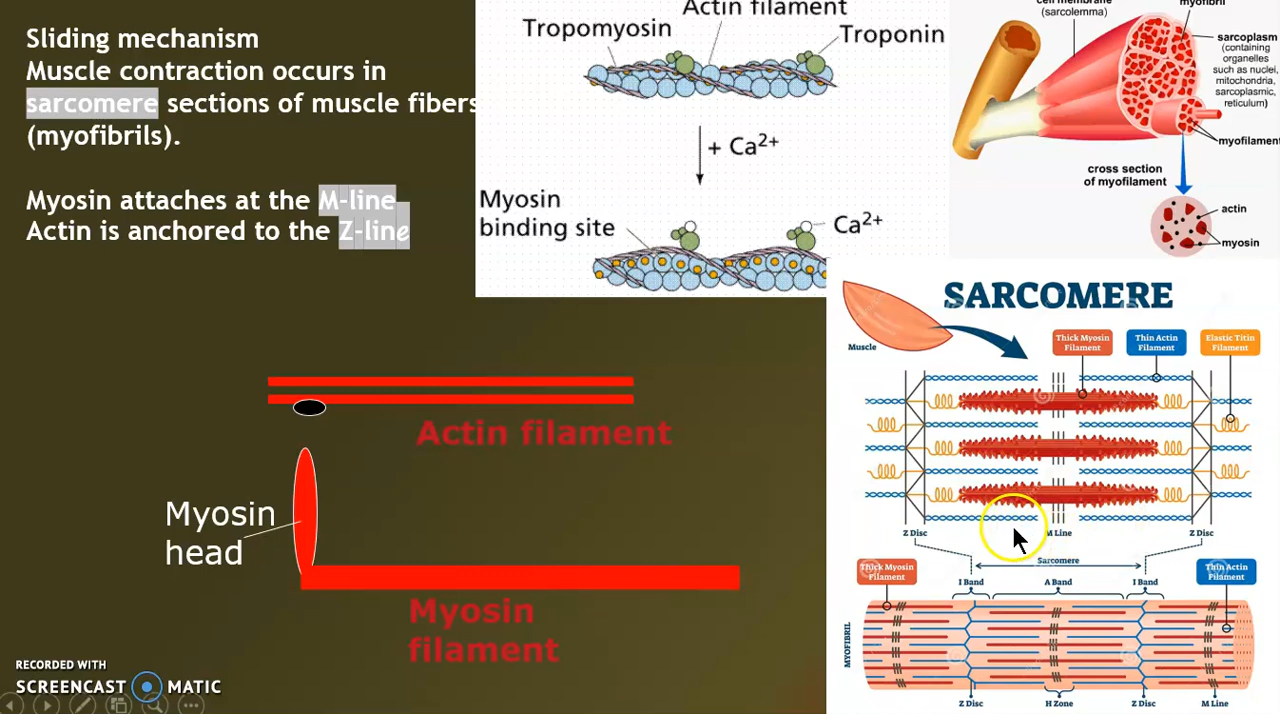 Sliding mechanism
Muscle contraction occurs in
sarcomere sections of muscle fibers
(myofibrils).
Myosin attaches at the M-line
Actin is anchored to the Z-line
Actin filament
Tropomyosin
Troponin
+ Ca2+
Myosin
binding site
Ca2+
cell membrane
(sarcolemma)
myofibril
sarcoplasm
(containing
organelles
such as nuclei,
mitochondria,
sarcoplasmic,
reticulum)
myofilament
cross section
of myofilament
actin
myosin
SARCOMERE
Muscle
Thick Myosin
Filament
Thin Actin
Filament
Elastic Titin
Filament
Z Disc
M Line
Z Disc
Sarcomere
Thick Myosin
Filament
I Band
A Band
I Band
Thin Actin
Filament
MYOFIBRIL
Z Disc
H Zone
Z Disc
M Line
Actin filament
Myosin
head
Myosin
filament
RECORDED WITH
SCREENCAST MATIC